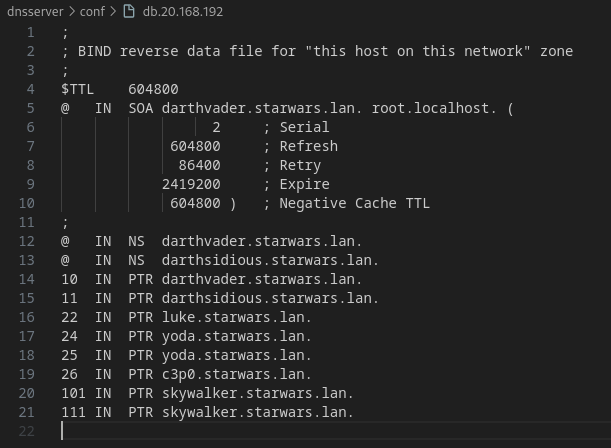 dnsserver > conf > db.20.168.192
1 ;
2 ; BIND reverse data file for "this host on this network" zone
3 ;
4 $TTL    604800
5 @   IN  SOA darthvader.starwars.lan. root.localhost. (
6                   2     ; Serial
7              604800     ; Refresh
8               86400     ; Retry
9             2419200     ; Expire
10             604800 )   ; Negative Cache TTL
11 ;
12 @   IN  NS  darthvader.starwars.lan.
13 @   IN  NS  darthsidious.starwars.lan.
14 10  IN  PTR darthvader.starwars.lan.
15 11  IN  PTR darthsidious.starwars.lan.
16 22  IN  PTR luke.starwars.lan.
17 24  IN  PTR yoda.starwars.lan.
18 25  IN  PTR yoda.starwars.lan.
19 26  IN  PTR c3p0.starwars.lan.
20 101 IN  PTR skywalker.starwars.lan.
21 111 IN  PTR skywalker.starwars.lan.
22